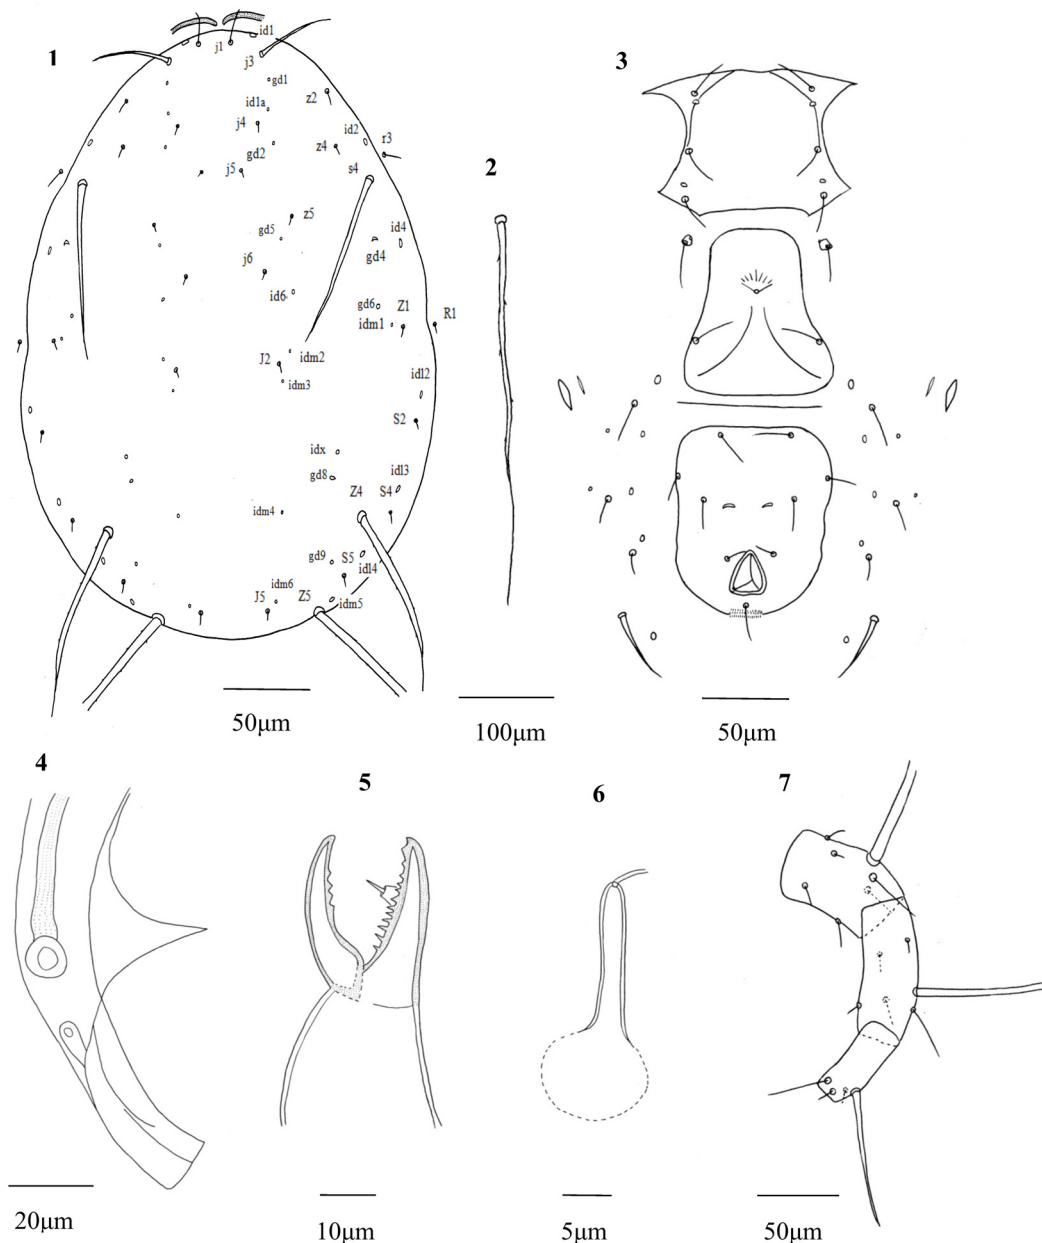 1
j1
id1
j3
gd1
id1a
z2
j4
id2
r3
gd2
z4
j5
s4
z5
gd5
id4
gd4
j6
id6
gd6
Z1
R1
idm1
idm2
J2
idm3
idl2
S2
idx
gd8
idl3
Z4
S4
idm4
gd9
S5
idl4
idm6
J5
Z5
idm5
50μm
2
100μm
3
50μm
4
20μm
5
10μm
6
5μm
7
50μm